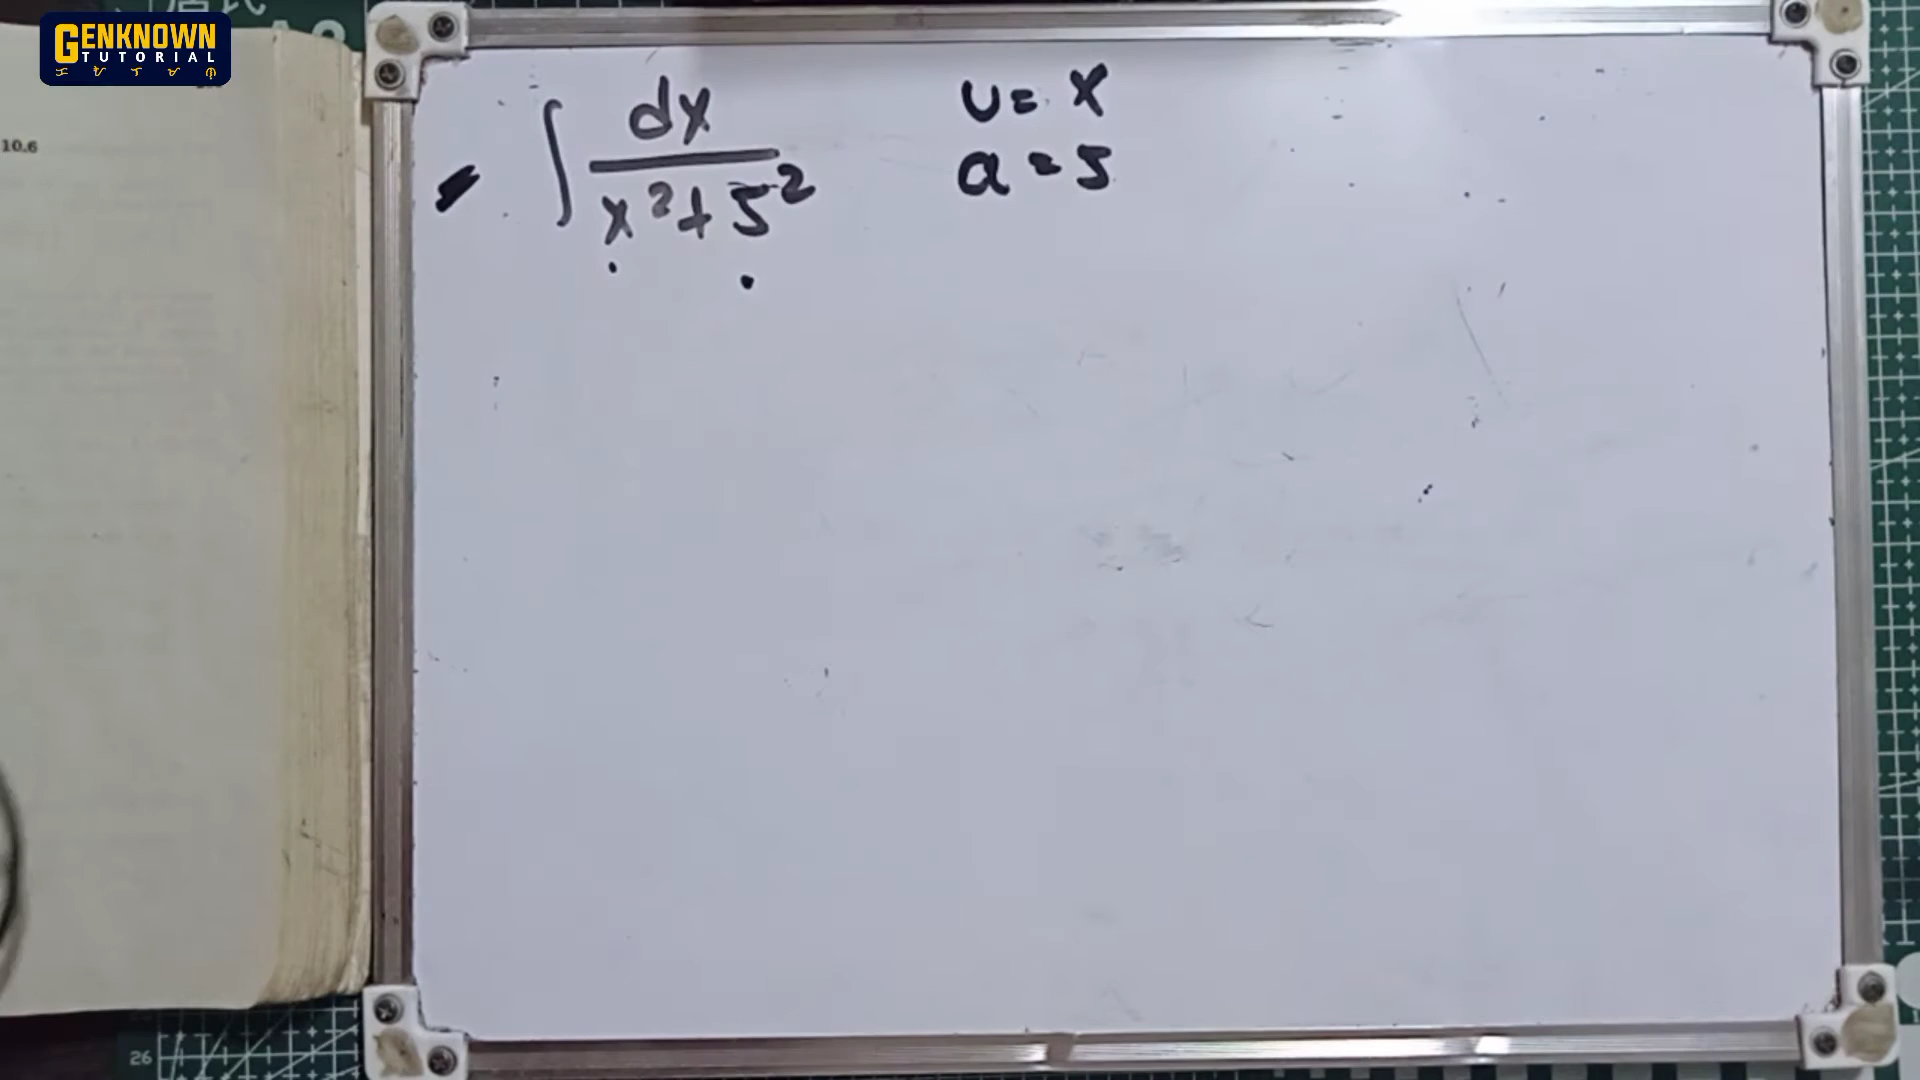 GENKNOWN
TUTORIAL
10.6
∫ dx
x² + 5²
u = x
a = 5
26